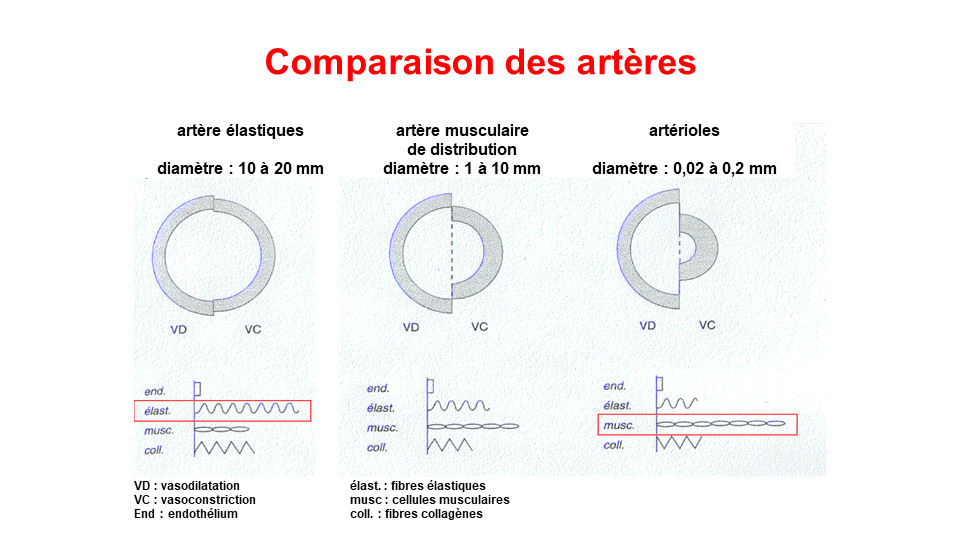 Comparaison des artères
artère élastiques
diamètre : 10 à 20 mm
artère musculaire
de distribution
diamètre : 1 à 10 mm
artérioles
diamètre : 0,02 à 0,2 mm
VD VC
VD VC
VD VC
end.
élast.
musc.
coll.
end.
élast.
musc.
coll.
end.
élast.
musc.
coll.
VD : vasodilatation
VC : vasoconstriction
End : endothélium
élast. : fibres élastiques
musc : cellules musculaires
coll. : fibres collagènes